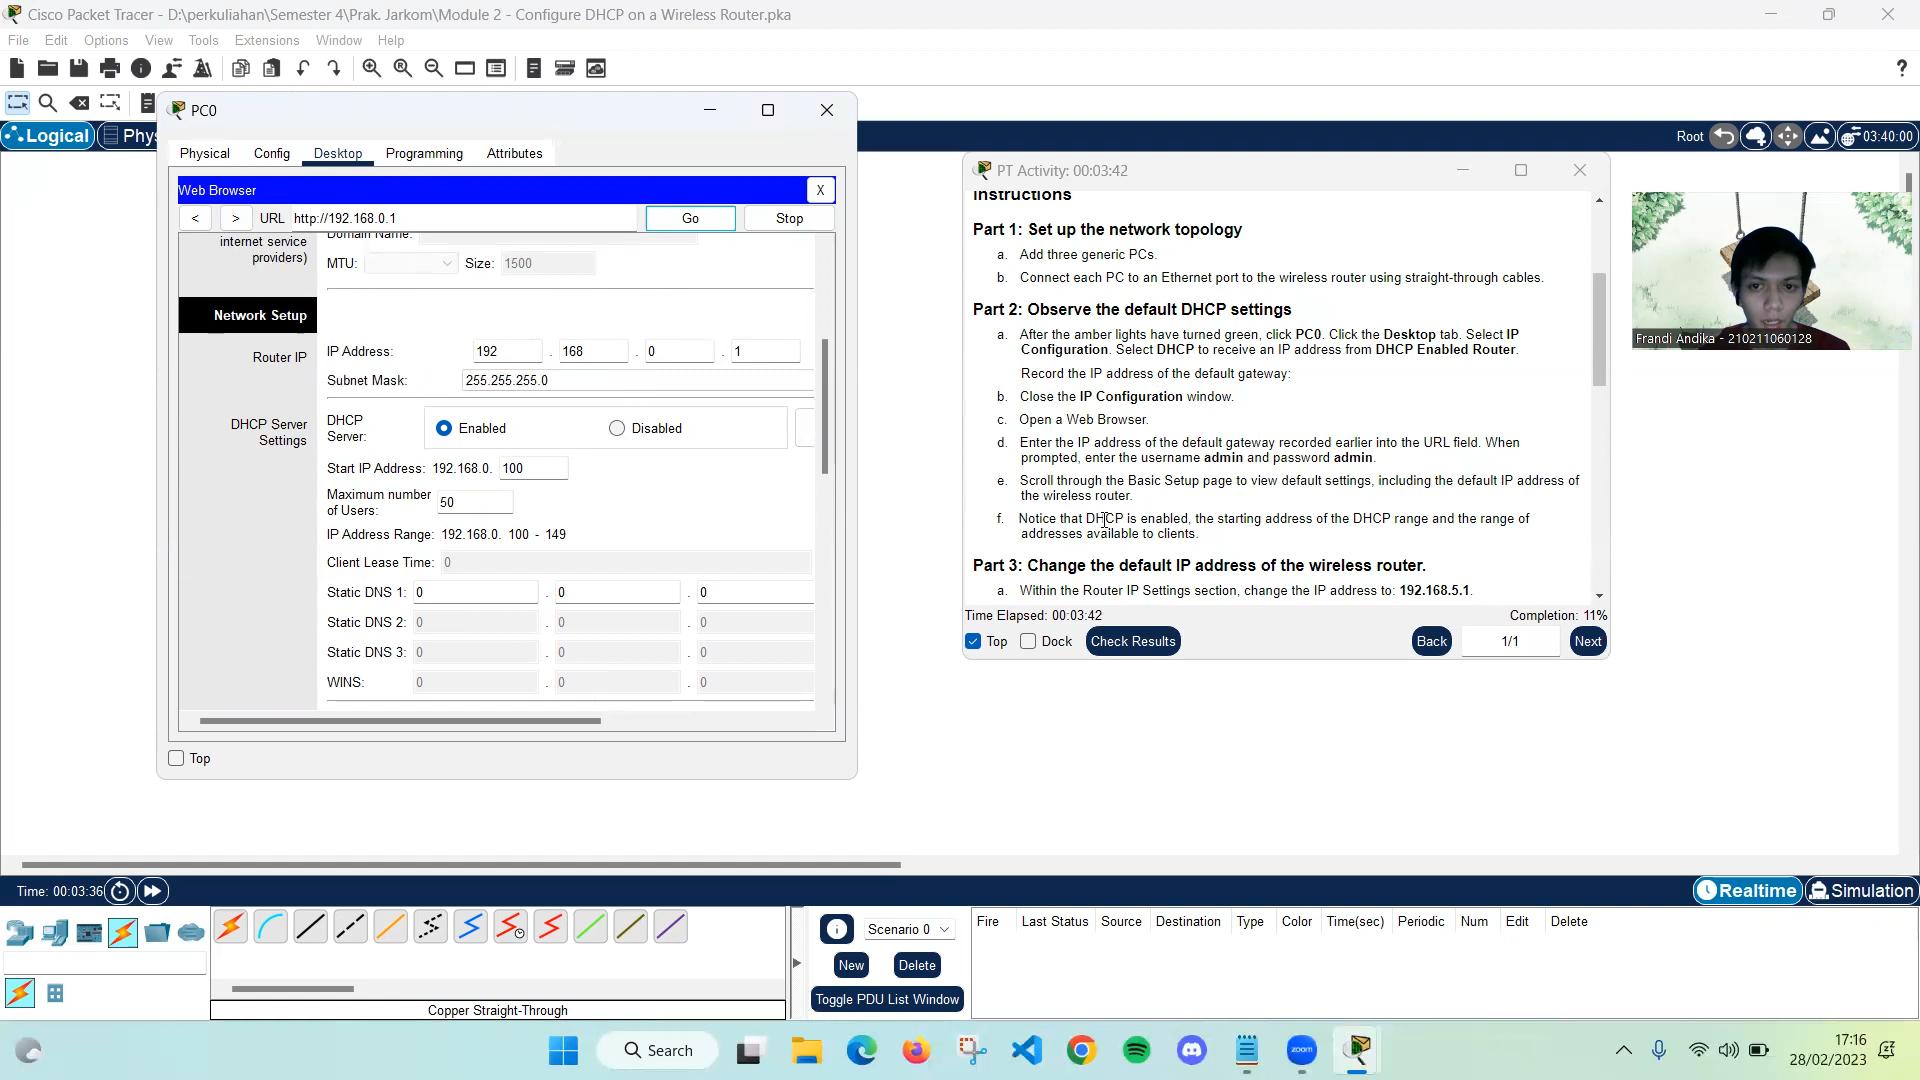 Cisco Packet Tracer - D:\perkuliahan\Semester 4\Prak. Jarkom\Module 2 - Configure DHCP on a Wireless Router.pka
File Edit Options View Tools Extensions Window Help
Logical
Phys
Root
03:40:00
PC0
Physical Config Desktop Programming Attributes
Web Browser
X
< > URL http://192.168.0.1 Go Stop
internet service
providers)
Domain Name:
MTU: Size: 1500
Network Setup
Router IP
IP Address: 192 . 168 . 0 . 1
Subnet Mask: 255.255.255.0
DHCP Server
Settings
DHCP
Server:
Enabled Disabled
Start IP Address: 192.168.0. 100
Maximum number
of Users:
50
IP Address Range: 192.168.0. 100 - 149
Client Lease Time: 0
Static DNS 1: 0 . 0 . 0
Static DNS 2: 0 . 0 . 0
Static DNS 3: 0 . 0 . 0
WINS: 0 . 0 . 0
Top
PT Activity: 00:03:42
Instructions
Part 1: Set up the network topology
a. Add three generic PCs.
b. Connect each PC to an Ethernet port to the wireless router using straight-through cables.
Part 2: Observe the default DHCP settings
a. After the amber lights have turned green, click PC0. Click the Desktop tab. Select IP
Configuration. Select DHCP to receive an IP address from DHCP Enabled Router.
Record the IP address of the default gateway:
b. Close the IP Configuration window.
c. Open a Web Browser.
d. Enter the IP address of the default gateway recorded earlier into the URL field. When
prompted, enter the username admin and password admin.
e. Scroll through the Basic Setup page to view default settings, including the default IP address of
the wireless router.
f. Notice that DHCP is enabled, the starting address of the DHCP range and the range of
addresses available to clients.
Part 3: Change the default IP address of the wireless router.
a. Within the Router IP Settings section, change the IP address to: 192.168.5.1.
Time Elapsed: 00:03:42 Completion: 11%
Top Dock Check Results Back 1/1 Next
Frandi Andika - 210211060128
Time: 00:03:36
Realtime Simulation
Scenario 0
New Delete
Toggle PDU List Window
Fire Last Status Source Destination Type Color Time(sec) Periodic Num Edit Delete
Copper Straight-Through
Search
zoom
17:16
28/02/2023